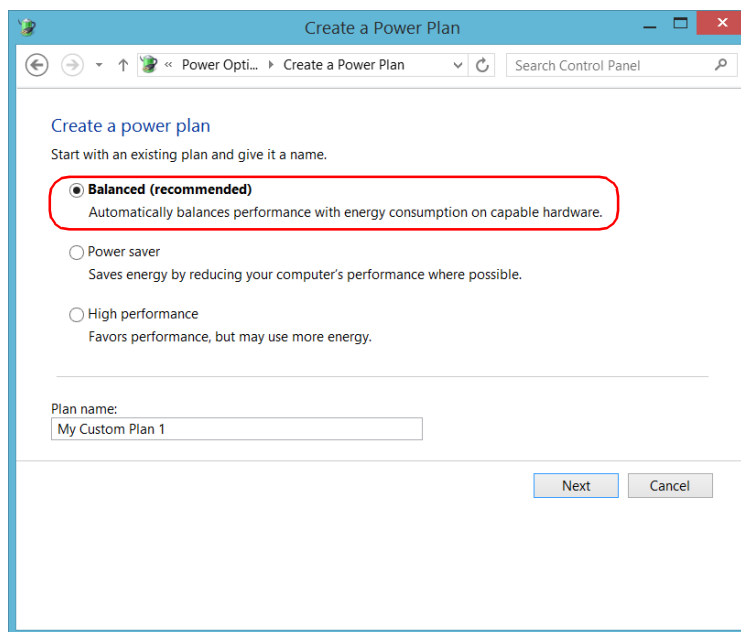 Create a Power Plan
« Power Opti... Create a Power Plan Search Control Panel
Create a power plan
Start with an existing plan and give it a name.
Balanced (recommended)
Automatically balances performance with energy consumption on capable hardware.
Power saver
Saves energy by reducing your computer's performance where possible.
High performance
Favors performance, but may use more energy.
Plan name:
My Custom Plan 1
Next Cancel